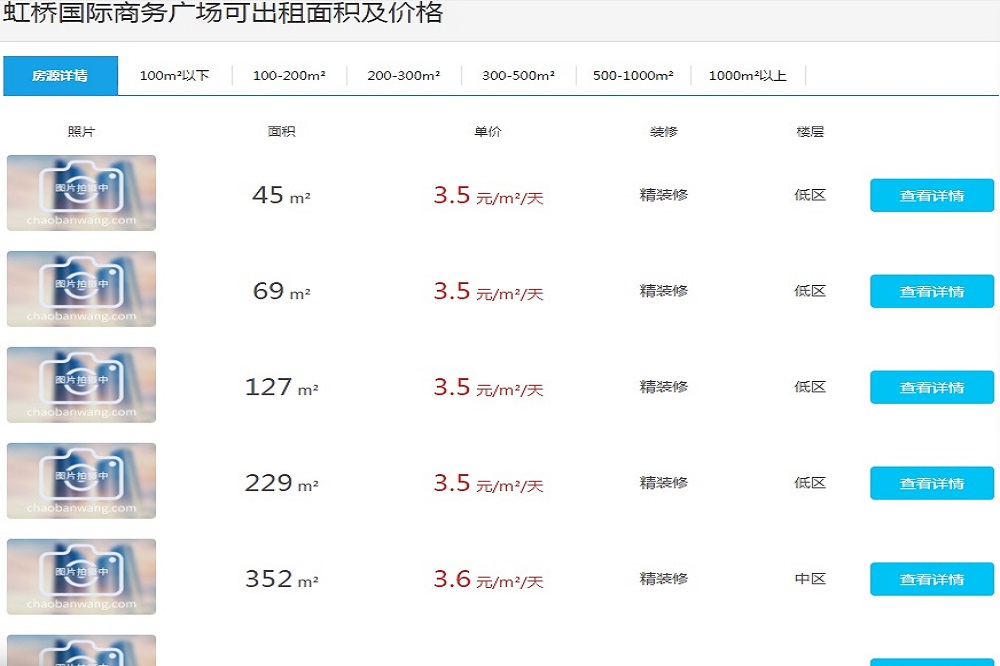 虹桥国际商务广场可出租面积及价格
房源详情 100m²以下 100-200m² 200-300m² 300-500m² 500-1000m² 1000m²以上
照片 面积 单价 装修 楼层
图片拍摄中
chaobanwang.com
45 m² 3.5 元/m²/天 精装修 低区 查看详情
图片拍摄中
chaobanwang.com
69 m² 3.5 元/m²/天 精装修 低区 查看详情
图片拍摄中
chaobanwang.com
127 m² 3.5 元/m²/天 精装修 低区 查看详情
图片拍摄中
chaobanwang.com
229 m² 3.5 元/m²/天 精装修 低区 查看详情
图片拍摄中
chaobanwang.com
352 m² 3.6 元/m²/天 精装修 中区 查看详情